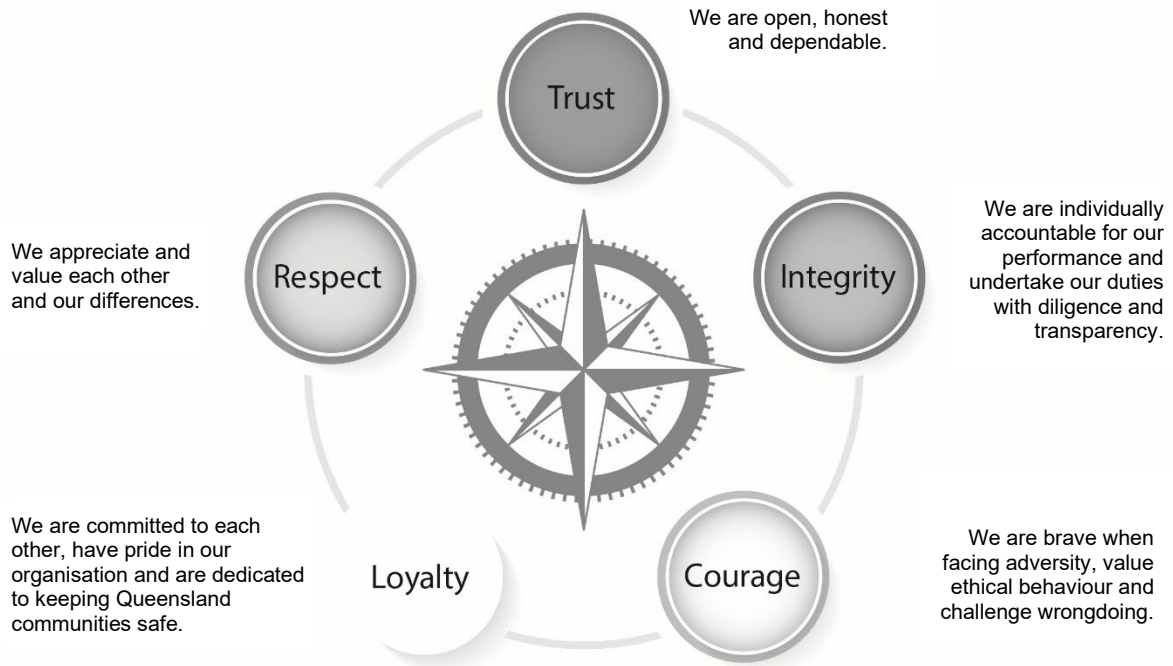 We are open, honest
and dependable.
Trust
Respect
We appreciate and
value each other
and our differences.
Integrity
We are individually
accountable for our
performance and
undertake our duties
with diligence and
transparency.
Loyalty
We are committed to each
other, have pride in our
organisation and are dedicated
to keeping Queensland
communities safe.
Courage
We are brave when
facing adversity, value
ethical behaviour and
challenge wrongdoing.